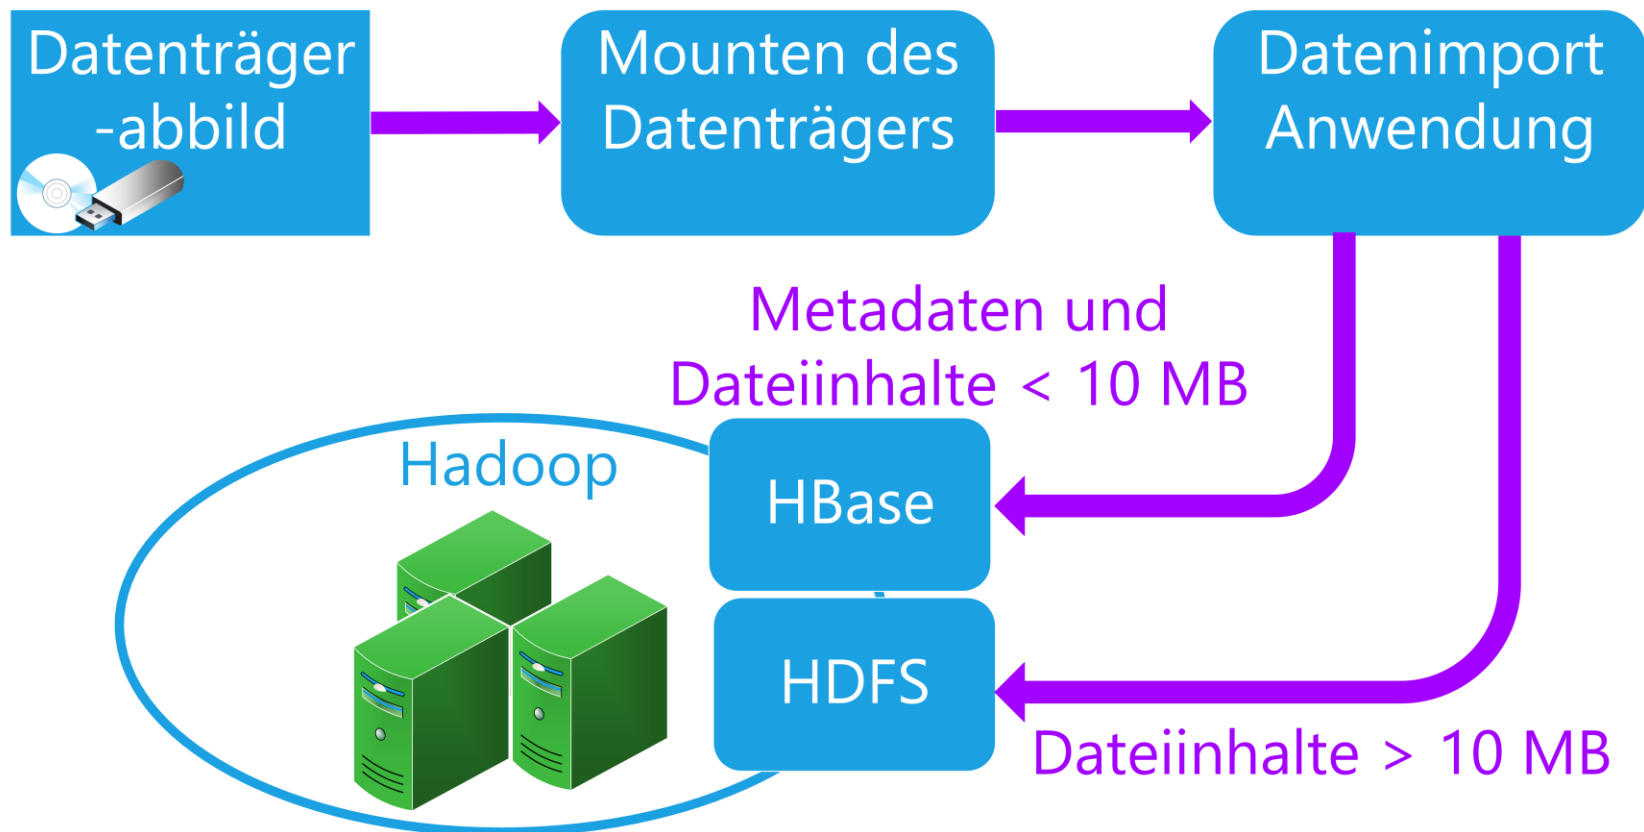 Datenträger
-abbild
Mounten des
Datenträgers
Datenimport
Anwendung
Metadaten und
Dateiinhalte < 10 MB
Hadoop
HBase
HDFS
Dateiinhalte > 10 MB